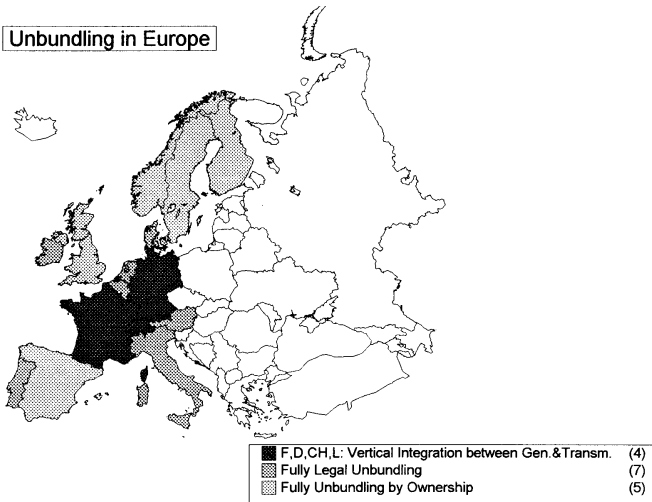 Unbundling in Europe
F,D,CH,L: Vertical Integration between Gen.&Transm. (4)
Fully Legal Unbundling (7)
Fully Unbundling by Ownership (5)